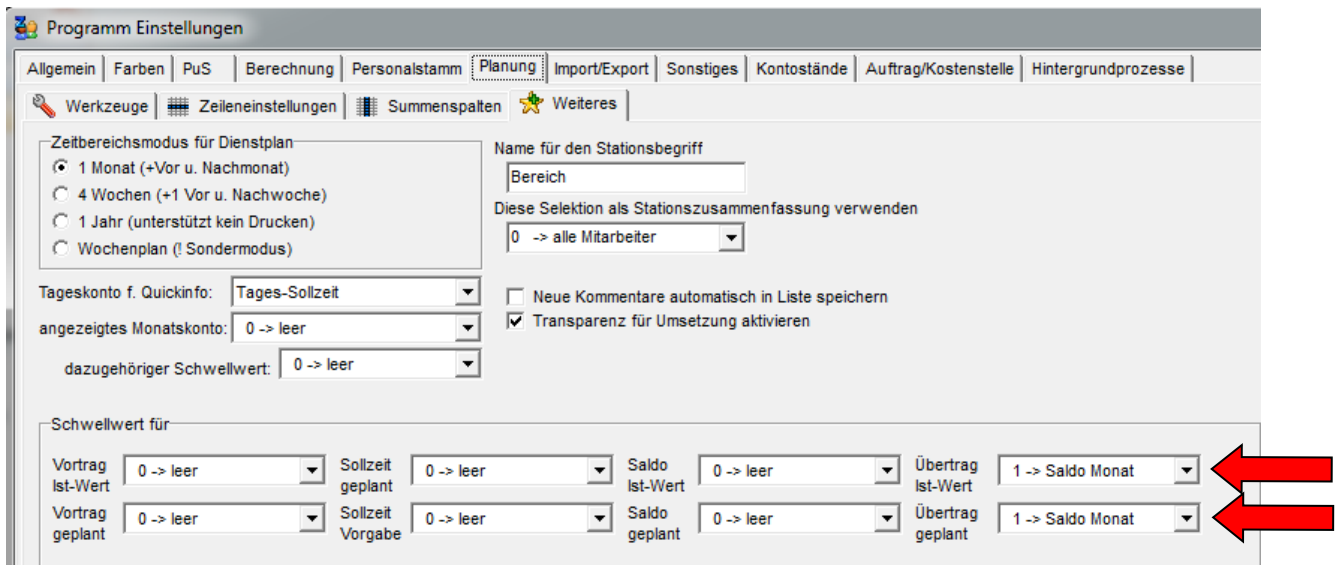 Programm Einstellungen
Allgemein Farben PuS Berechnung Personalstamm Planung Import/Export Sonstiges Kontostände Auftrag/Kostenstelle Hintergrundprozesse
Werkzeuge Zeileneinstellungen Summenspalten Weiteres
Zeitbereichsmodus für Dienstplan
1 Monat (+Vor u. Nachmonat)
4 Wochen (+1 Vor u. Nachwoche)
1 Jahr (unterstützt kein Drucken)
Wochenplan (! Sondermodus)
Name für den Stationsbegriff
Bereich
Diese Selektion als Stationszusammenfassung verwenden
0 -> alle Mitarbeiter
Tageskonto f. Quickinfo: Tages-Sollzeit
angezeigtes Monatskonto: 0 -> leer
dazugehöriger Schwellwert: 0 -> leer
Neue Kommentare automatisch in Liste speichern
Transparenz für Umsetzung aktivieren
Schwellwert für
Vortrag Ist-Wert 0 -> leer
Sollzeit geplant 0 -> leer
Saldo Ist-Wert 0 -> leer
Übertrag Ist-Wert 1 -> Saldo Monat
Vortrag geplant 0 -> leer
Sollzeit Vorgabe 0 -> leer
Saldo geplant 0 -> leer
Übertrag geplant 1 -> Saldo Monat